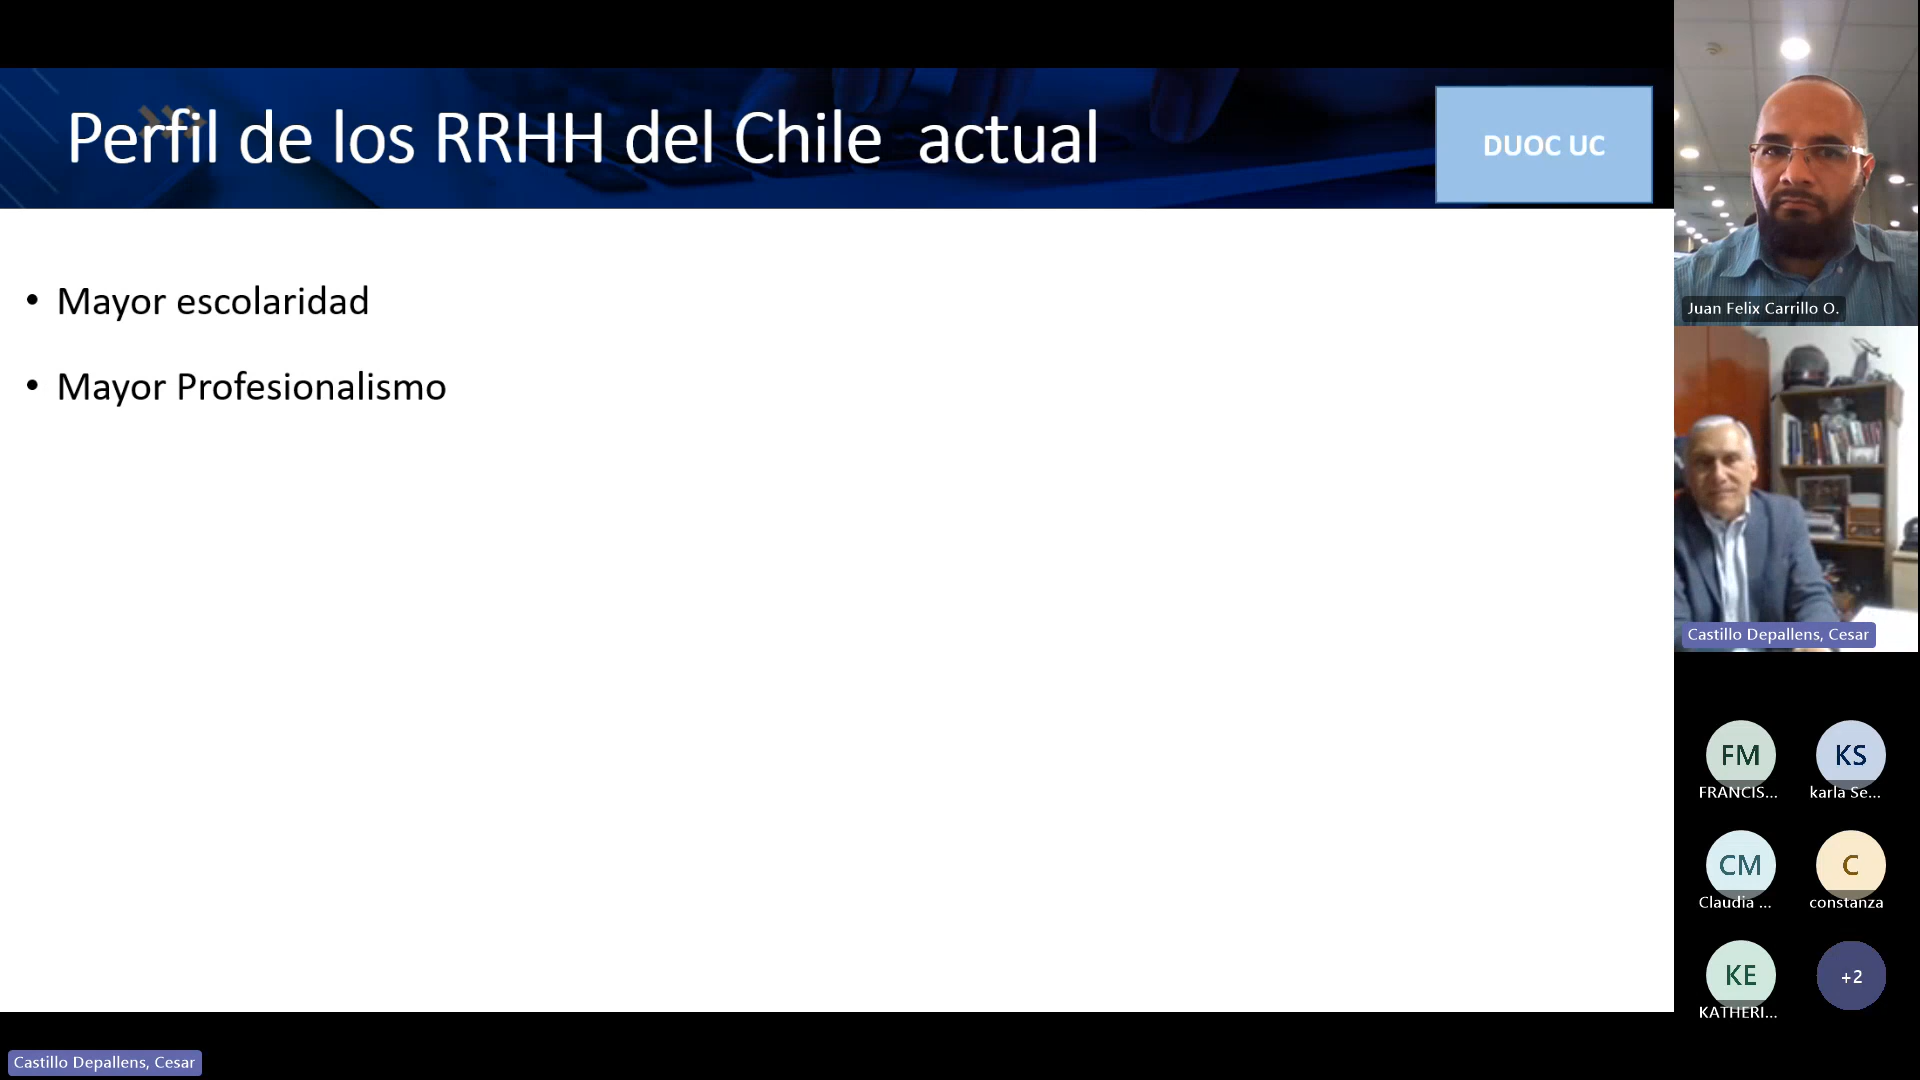 Perfil de los RRHH del Chile actual
DUOC UC
• Mayor escolaridad
• Mayor Profesionalismo
Juan Felix Carrillo O.
Castillo Depallens, Cesar
FM
FRANCIS...
KS
karla Se...
CM
Claudia ...
C
constanza
KE
KATHERI...
+2
Castillo Depallens, Cesar